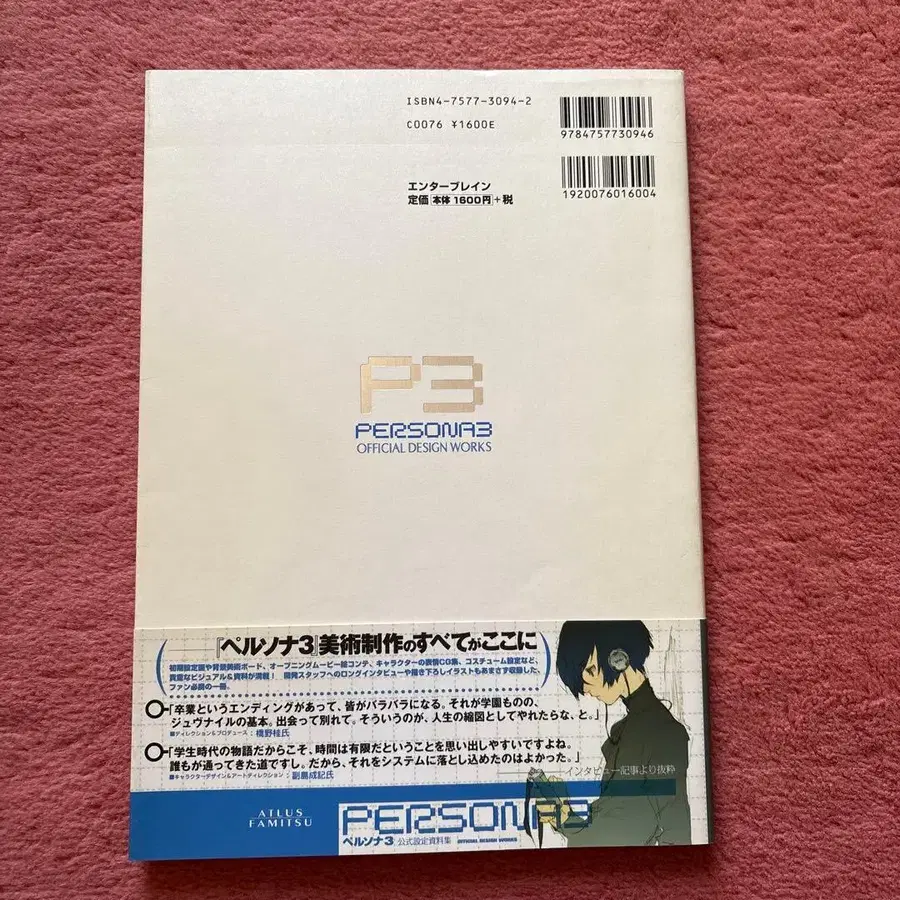 ISBN4-7577-3094-2
C0076 ¥1600E
9784757730946
1920076016004
エンターブレイン
定価[本体 1600円]+税
P3
PERSONA3
OFFICIAL DESIGN WORKS
『ペルソナ3』美術制作のすべてがここに
初期設定画や背景美術ボード、オープニングムービー絵コンテ、キャラクターの表情CG集、コスチューム設定など、
貴重なビジュアル&資料が満載! 開発スタッフへのロングインタビューや描き下ろしイラストもあまさず収録した、
ファン必携の一冊。
「卒業というエンディングがあって、皆がバラバラになる。それが学園ものの、
ジュヴナイルの基本。出会って別れて。そういうのが、人生の縮図としてやれたらな、と。」
■ディレクション&プロデュース:橋野桂氏
「学生時代の物語だからこそ、時間は有限だということを思い出しやすいですよね。
誰もが通ってきた道ですし。だから、それをシステムに落とし込めたのはよかった。」
■キャラクターデザイン&アートディレクション:副島成記氏
インタビュー記事より抜粋
ATLUS
FAMITSU
PERSONA3
ペルソナ3 公式設定資料集 OFFICIAL DESIGN WORKS